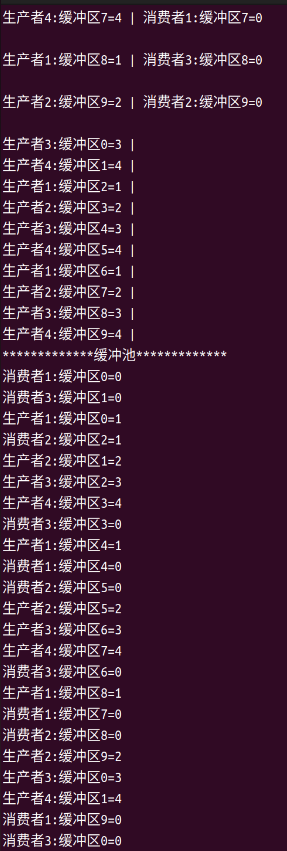 生产者4:缓冲区7=4 | 消费者1:缓冲区7=0
生产者1:缓冲区8=1 | 消费者3:缓冲区8=0
生产者2:缓冲区9=2 | 消费者2:缓冲区9=0
生产者3:缓冲区0=3 |
生产者4:缓冲区1=4 |
生产者1:缓冲区2=1 |
生产者2:缓冲区3=2 |
生产者3:缓冲区4=3 |
生产者4:缓冲区5=4 |
生产者1:缓冲区6=1 |
生产者2:缓冲区7=2 |
生产者3:缓冲区8=3 |
生产者4:缓冲区9=4 |
*************缓冲池*************
消费者1:缓冲区0=0
消费者3:缓冲区1=0
生产者1:缓冲区0=1
消费者2:缓冲区2=1
生产者2:缓冲区1=2
生产者3:缓冲区2=3
生产者4:缓冲区3=4
消费者3:缓冲区3=0
生产者1:缓冲区4=1
消费者1:缓冲区4=0
消费者2:缓冲区5=0
生产者2:缓冲区5=2
生产者3:缓冲区6=3
生产者4:缓冲区7=4
消费者3:缓冲区6=0
生产者1:缓冲区8=1
消费者1:缓冲区7=0
消费者2:缓冲区8=0
生产者2:缓冲区9=2
生产者3:缓冲区0=3
生产者4:缓冲区1=4
消费者1:缓冲区9=0
消费者3:缓冲区0=0